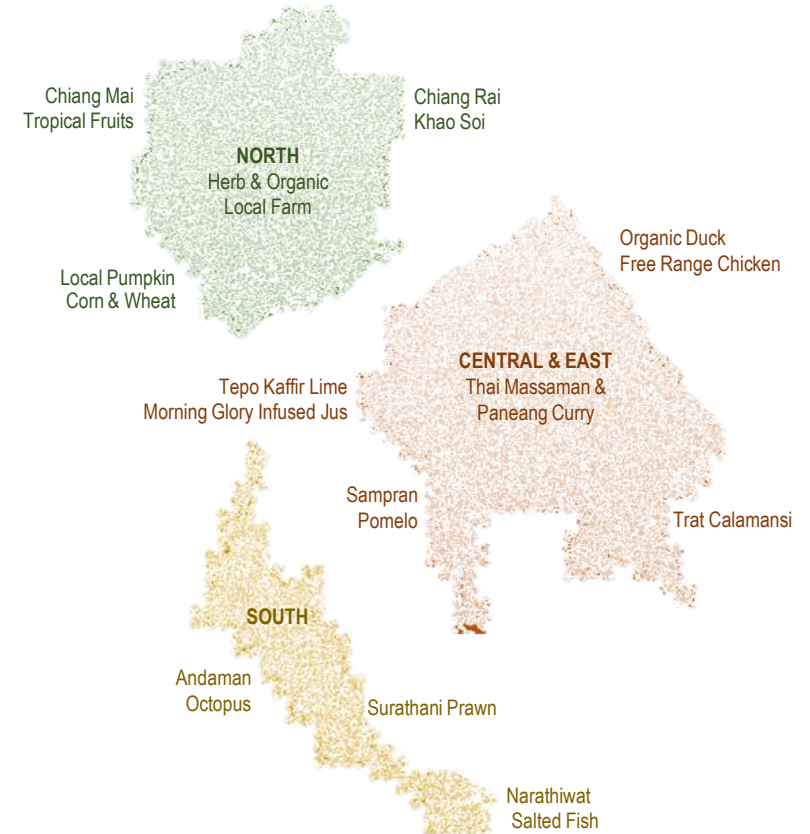 Chiang Mai
Tropical Fruits
Chiang Rai
Khao Soi
NORTH
Herb & Organic
Local Farm
Local Pumpkin
Corn & Wheat
Organic Duck
Free Range Chicken
CENTRAL & EAST
Thai Massaman &
Paneang Curry
Tepo Kaffir Lime
Morning Glory Infused Jus
Sampran
Pomelo
Trat Calamansi
SOUTH
Andaman
Octopus
Surathani Prawn
Narathiwat
Salted Fish